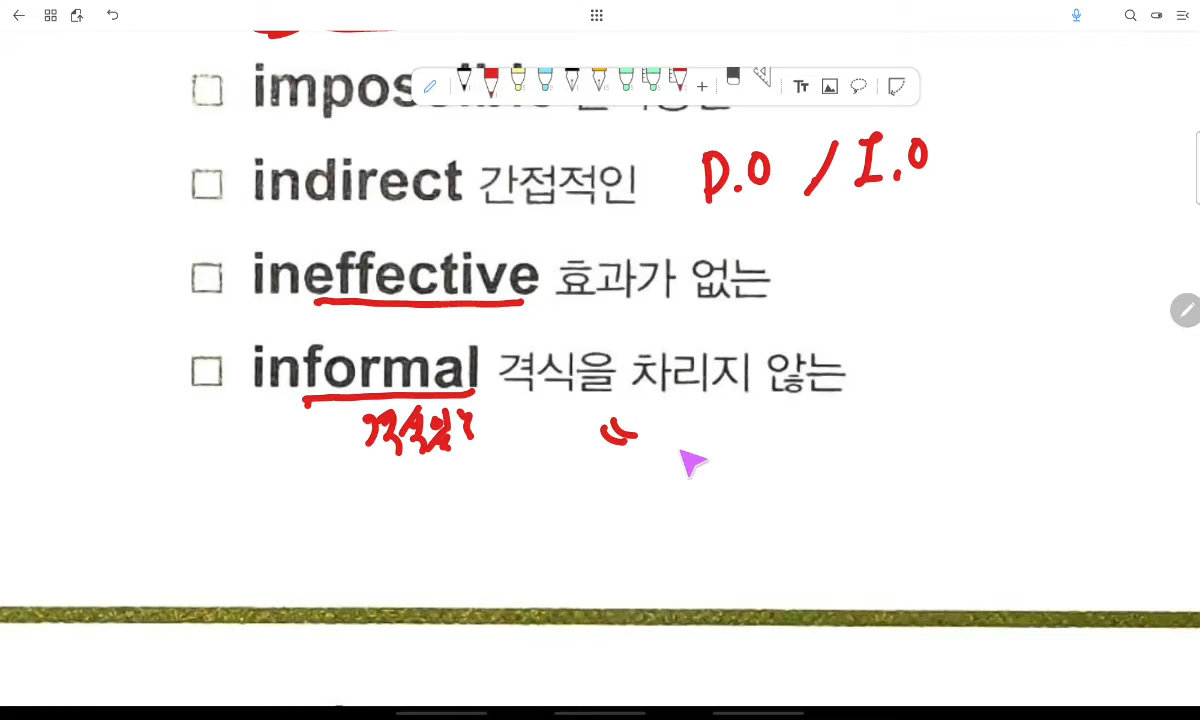 indirect 간접적인 D.O / I.O
ineffective 효과가 없는
informal 격식을 차리지 않는